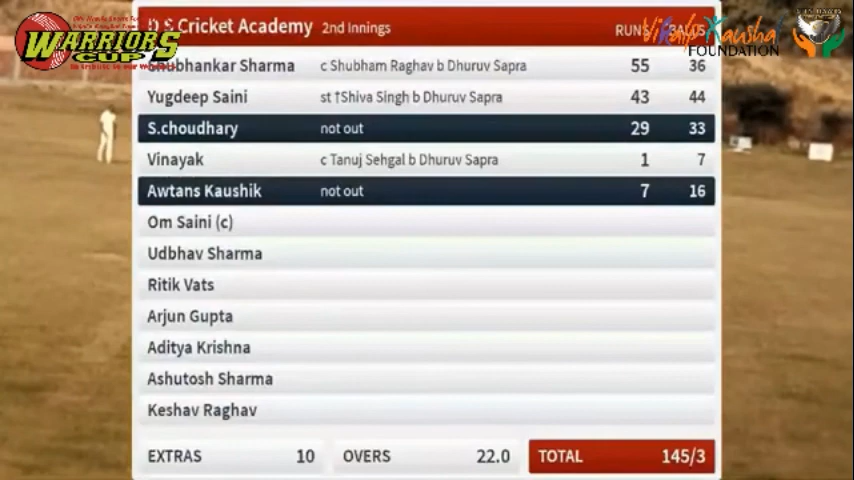 D.S Cricket Academy 2nd Innings RUNS BALLS
Shubhankar Sharma c Shubham Raghav b Dhuruv Sapra 55 36
Yugdeep Saini st †Shiva Singh b Dhuruv Sapra 43 44
S.choudhary not out 29 33
Vinayak c Tanuj Sehgal b Dhuruv Sapra 1 7
Awtans Kaushik not out 7 16
Om Saini (c)
Udbhav Sharma
Ritik Vats
Arjun Gupta
Aditya Krishna
Ashutosh Sharma
Keshav Raghav
EXTRAS 10 OVERS 22.0 TOTAL 145/3
WARRIORS
CUP
Vikalp Kaushal
FOUNDATION